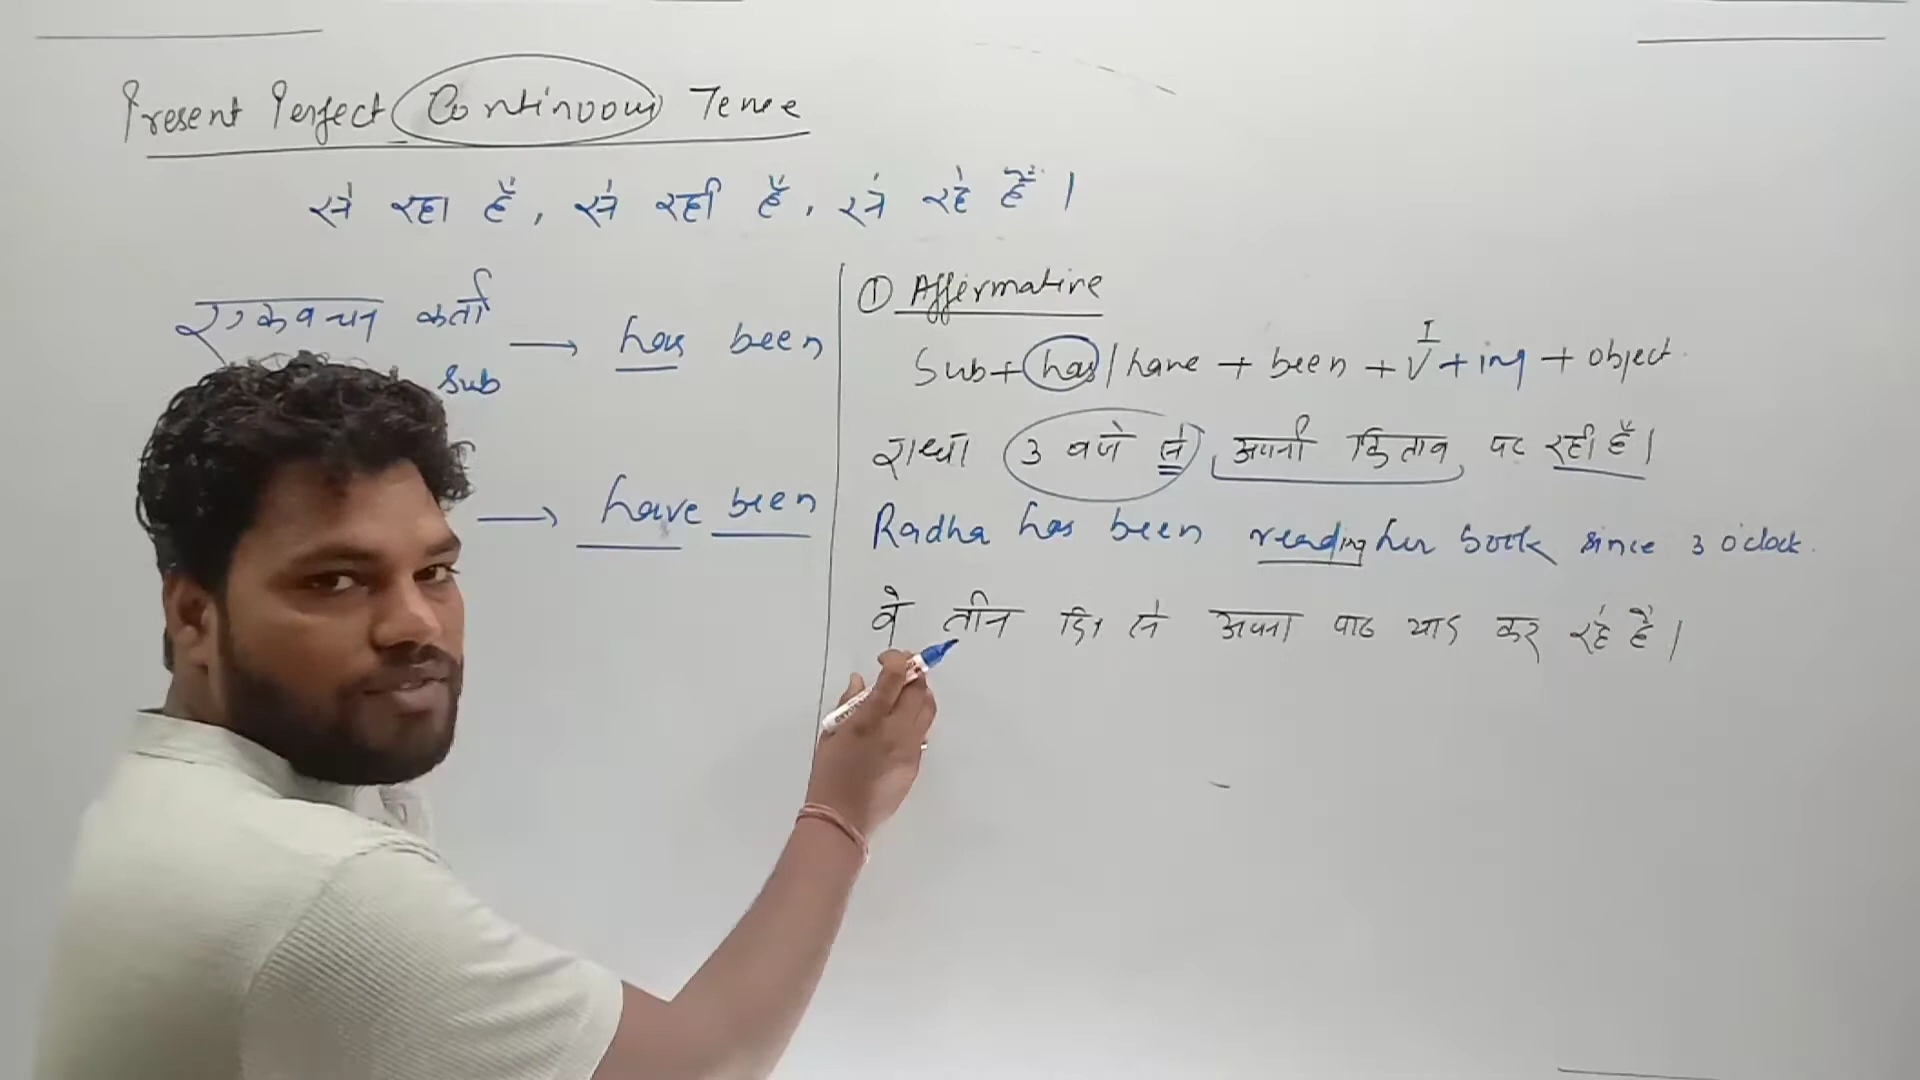 Present Perfect Continuous Tense
से रहा है, से रही है, से रहे हैं।
एकवचन कर्ता → has been
Sub
→ have been
① Affirmative
Sub + has / have + been + V I + ing + object
राधा 3 बजे से अपनी किताब पढ रही है।
Radha has been reading her book since 3 o'clock.
वे तीन दिन से अपना पाठ याद कर रहे हैं।